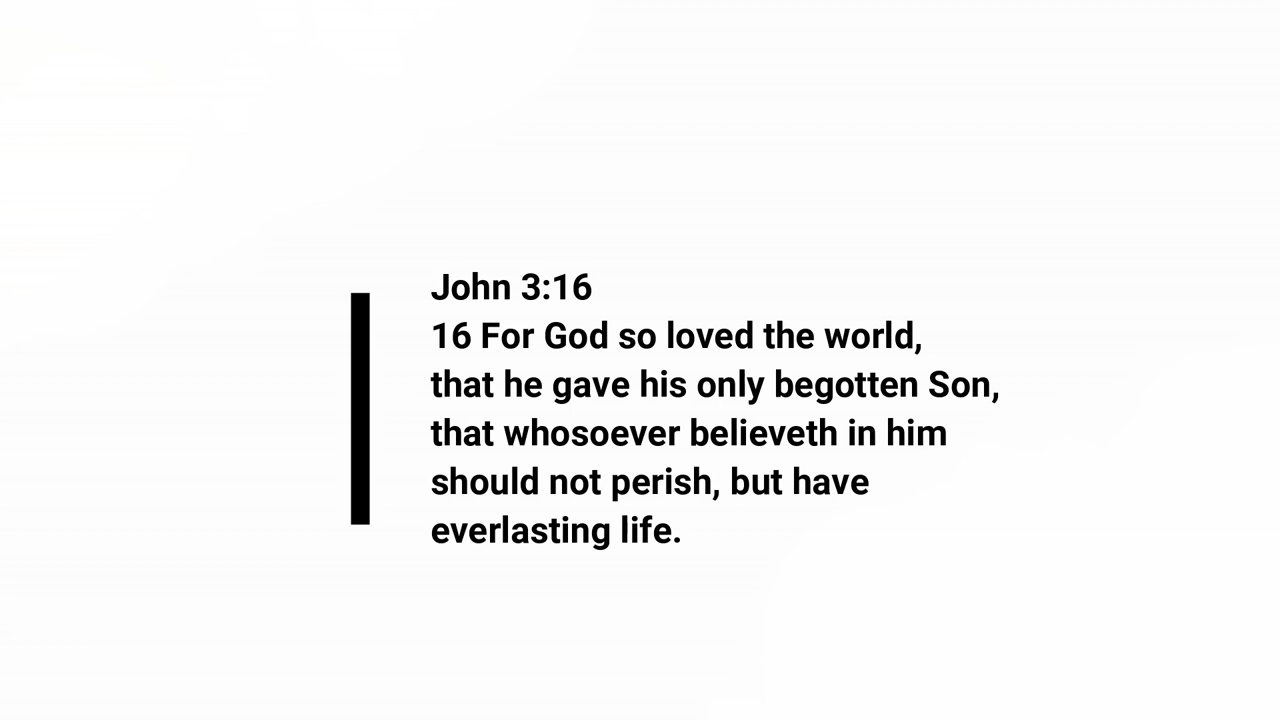 John 3:16
16 For God so loved the world,
that he gave his only begotten Son,
that whosoever believeth in him
should not perish, but have
everlasting life.